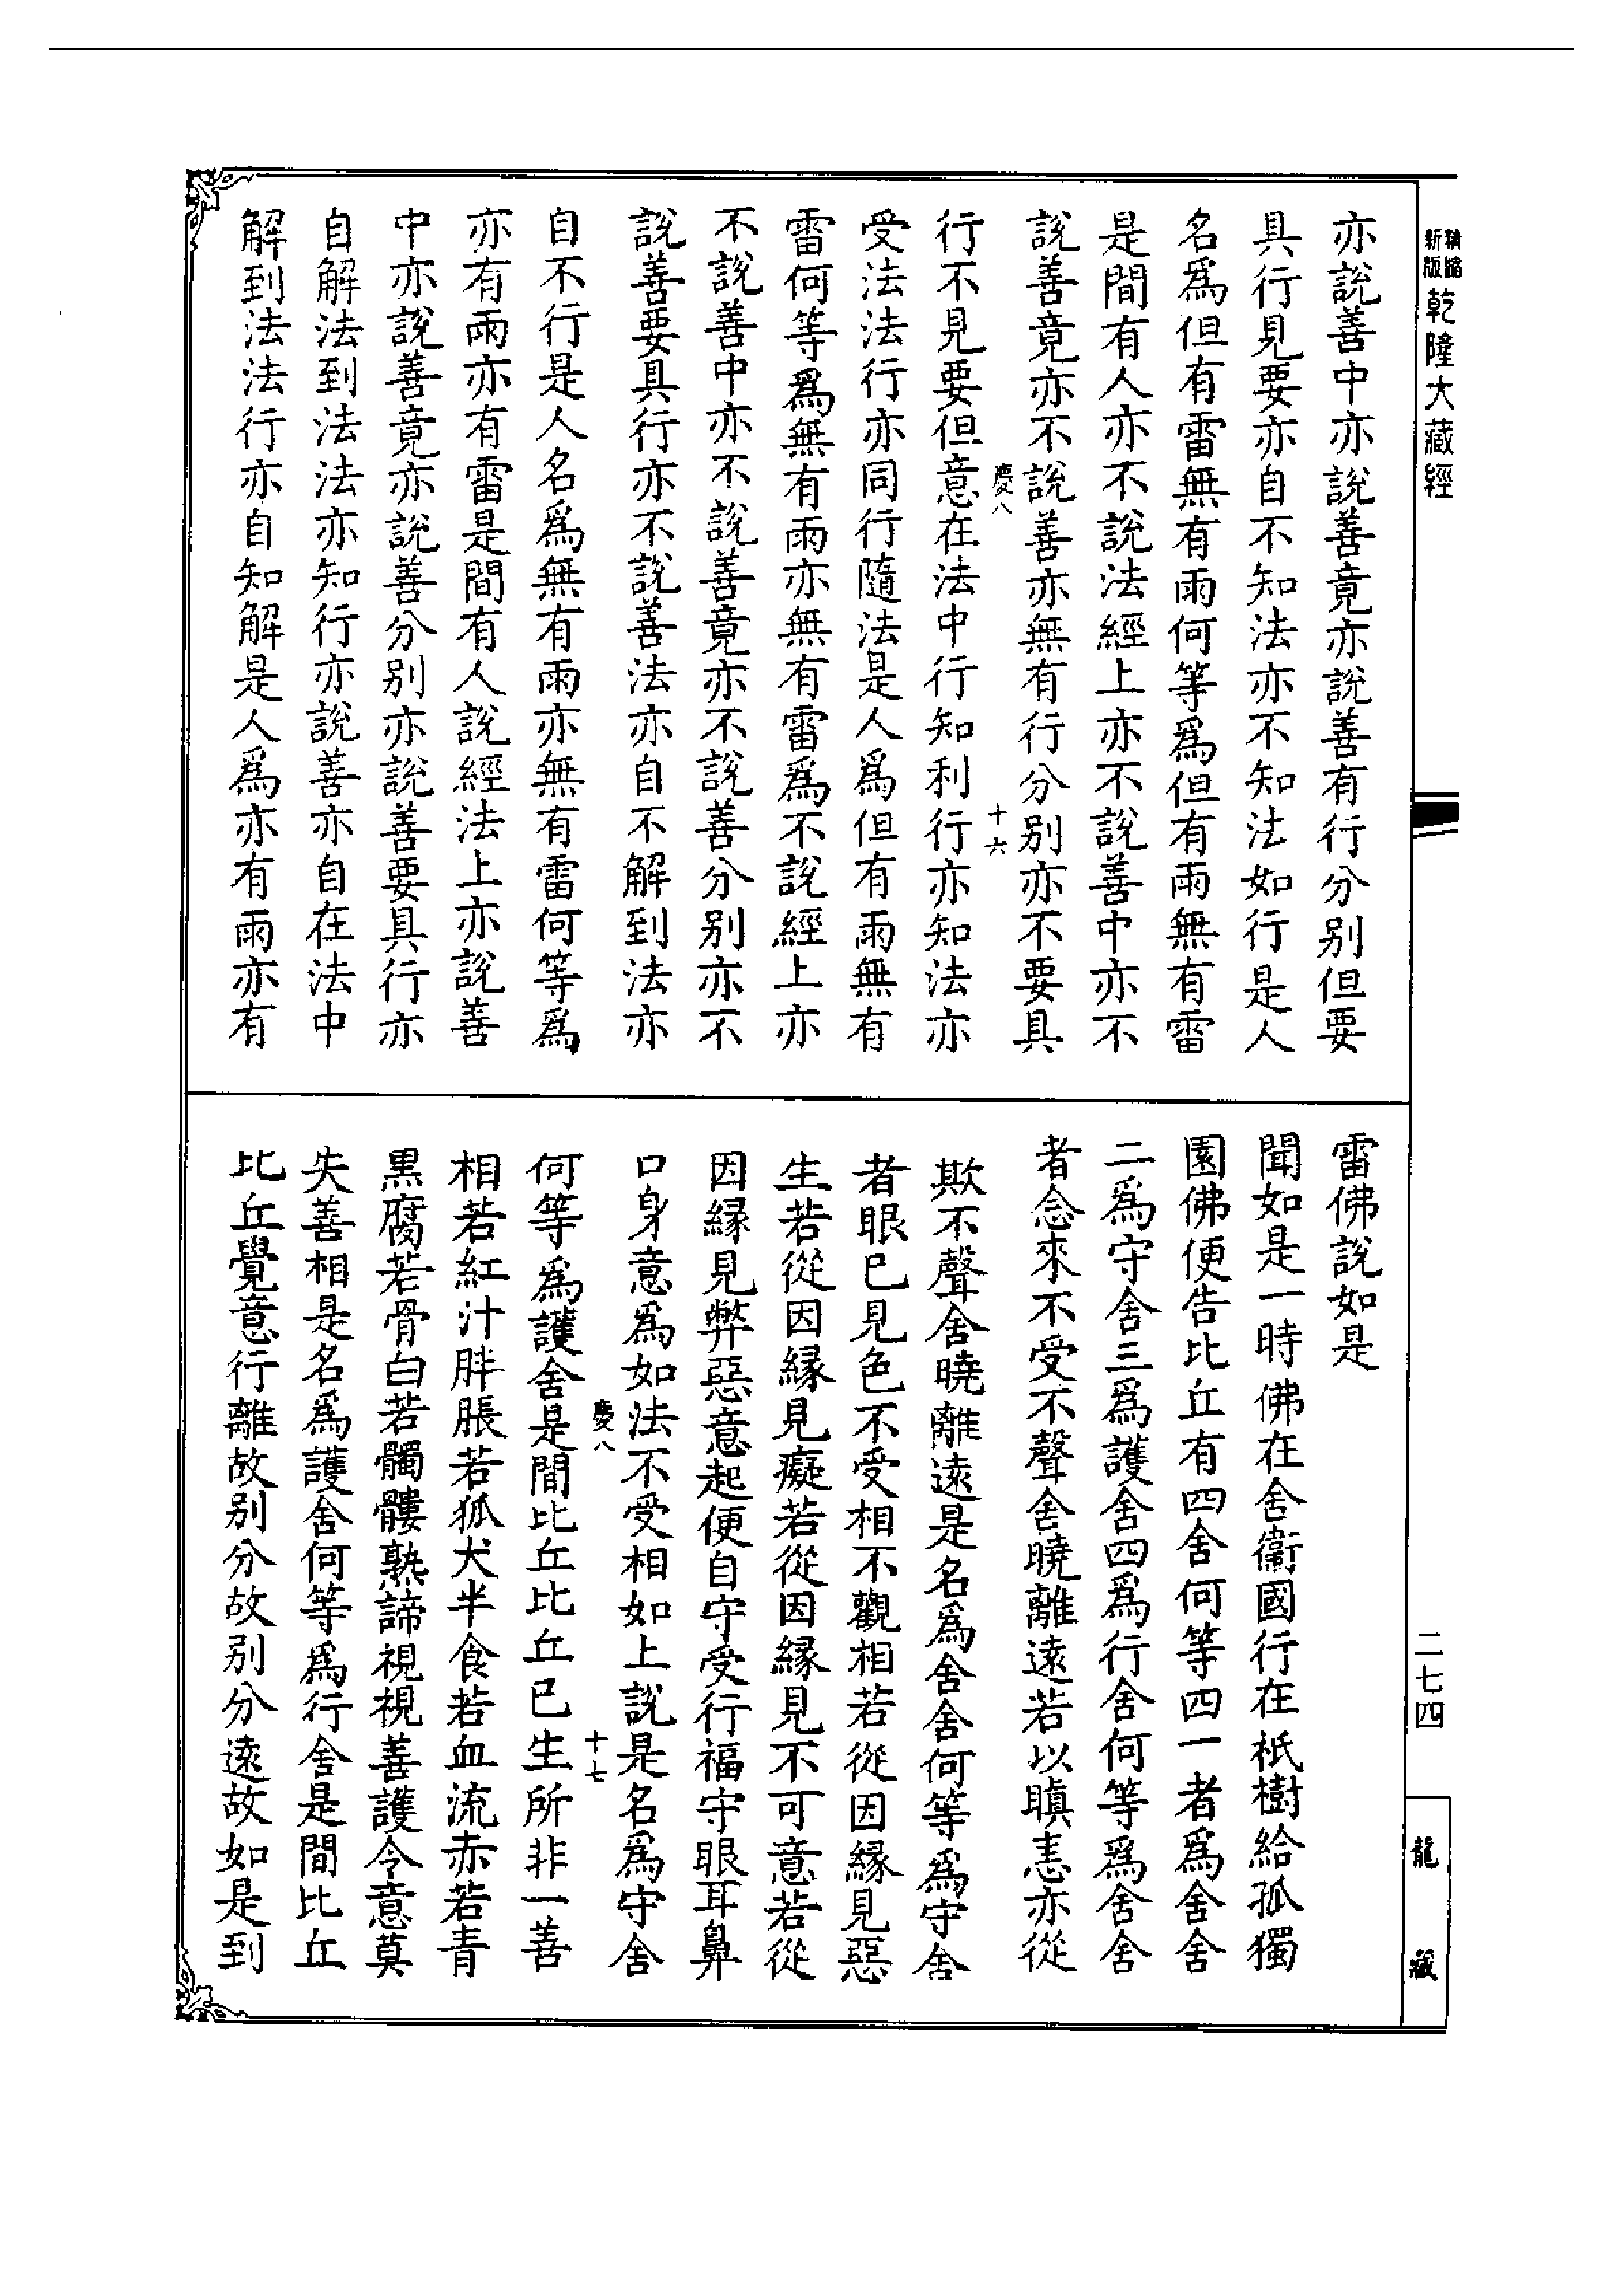 精縮
新版
乾隆大藏經
亦說善中亦說善竟亦說善有行分別但要
具行見要亦自不知法亦不知法如行是人
名爲但有雷無有雨何等爲但有雨無有雷
是間有人亦不說法經上亦不說善中亦不
說善竟亦不說善亦無有行分別亦不要具
慶八 十六
行不見要但意在法中行知利行亦知法亦
受法法行亦同行隨法是人爲但有雨無有
雷何等爲無有雨亦無有雷爲不說經上亦
不說善中亦不說善竟亦不說善分別亦不
說善要具行亦不說善法亦自不解到法亦
自不行是人名爲無有雨亦無有雷何等爲
亦有雨亦有雷是間有人說經法上亦說善
中亦說善竟亦說善分別亦說善要具行亦
自解法到法法亦知行亦說善亦自在法中
解到法法行亦自知解是人爲亦有雨亦有
雷佛說如是
聞如是一時佛在舍衞國行在祇樹給孤獨
園佛便告比丘有四舍何等四一者爲舍舍
二爲守舍三爲護舍四爲行舍何等爲舍舍
者念來不受不聲舍曉離遠若以瞋恚亦從
欺不聲舍曉離遠是名爲舍舍何等爲守舍
者眼已見色不受相不觀相若從因緣見惡
生若從因緣見癡若從因緣見不可意若從
因緣見弊惡意起便自守受行福守眼耳鼻
口身意爲如法不受相如上說是名爲守舍
慶八 十七
何等爲護舍是間比丘比丘已生所非一善
相若紅汁胖脹若狐犬半食若血流赤若青
黑腐若骨白若髑髏熟諦視視善護令意莫
失善相是名爲護舍何等爲行舍是間比丘
比丘覺意行離故別分故別分遠故如是到
二七四
龍藏